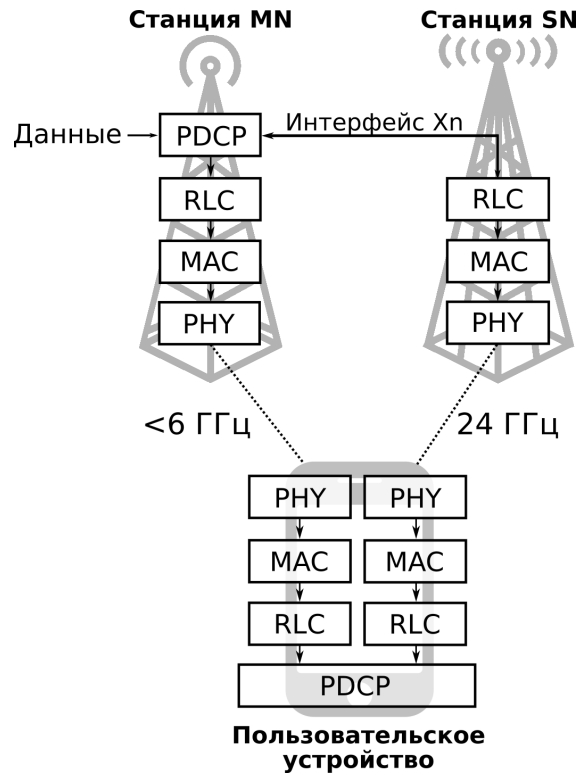 Станция MN
Станция SN
Данные
PDCP
Интерфейс Xn
RLC
RLC
MAC
MAC
PHY
PHY
<6 ГГц
24 ГГц
PHY
PHY
MAC
MAC
RLC
RLC
PDCP
Пользовательское
устройство